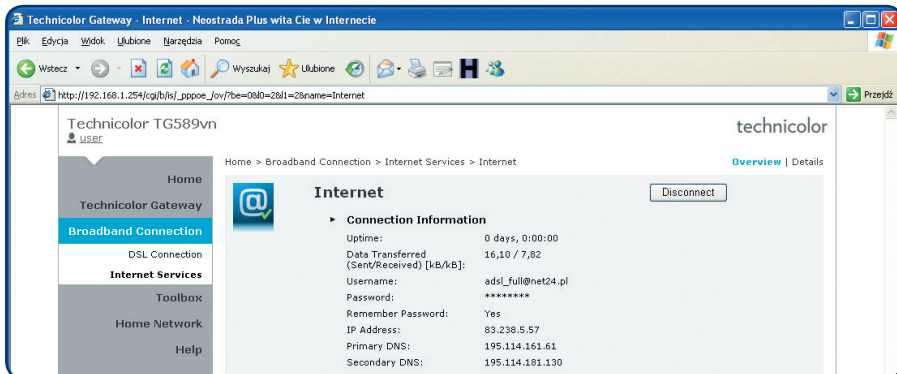 Technicolor Gateway - Internet - Neostrada Plus wita Cie w Internecie
Plik Edycja Widok Ulubione Narzędzia Pomoc
Wstecz Wyszukaj Ulubione H
Adres http://192.168.1.254/cgi/b/is/_pppoe_/ov/?be=0&l0=2&l1=2&name=Internet Przejdź
Technicolor TG589vn
user
technicolor
Home > Broadband Connection > Internet Services > Internet
Overview | Details
Home
Technicolor Gateway
Broadband Connection
DSL Connection
Internet Services
Toolbox
Home Network
Help
@
Internet
Disconnect
Connection Information
Uptime: 0 days, 0:00:00
Data Transferred
(Sent/Received) [kB/kB]: 16,10 / 7,82
Username: adsl_full@net24.pl
Password: ********
Remember Password: Yes
IP Address: 83.238.5.57
Primary DNS: 195.114.161.61
Secondary DNS: 195.114.181.130